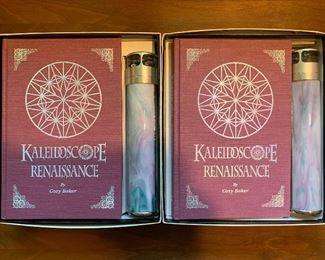 KALEIDOSCOPE
RENAISSANCE
By
Cozy Baker
KALEIDOSCOPE
RENAISSANCE
By
Cozy Baker